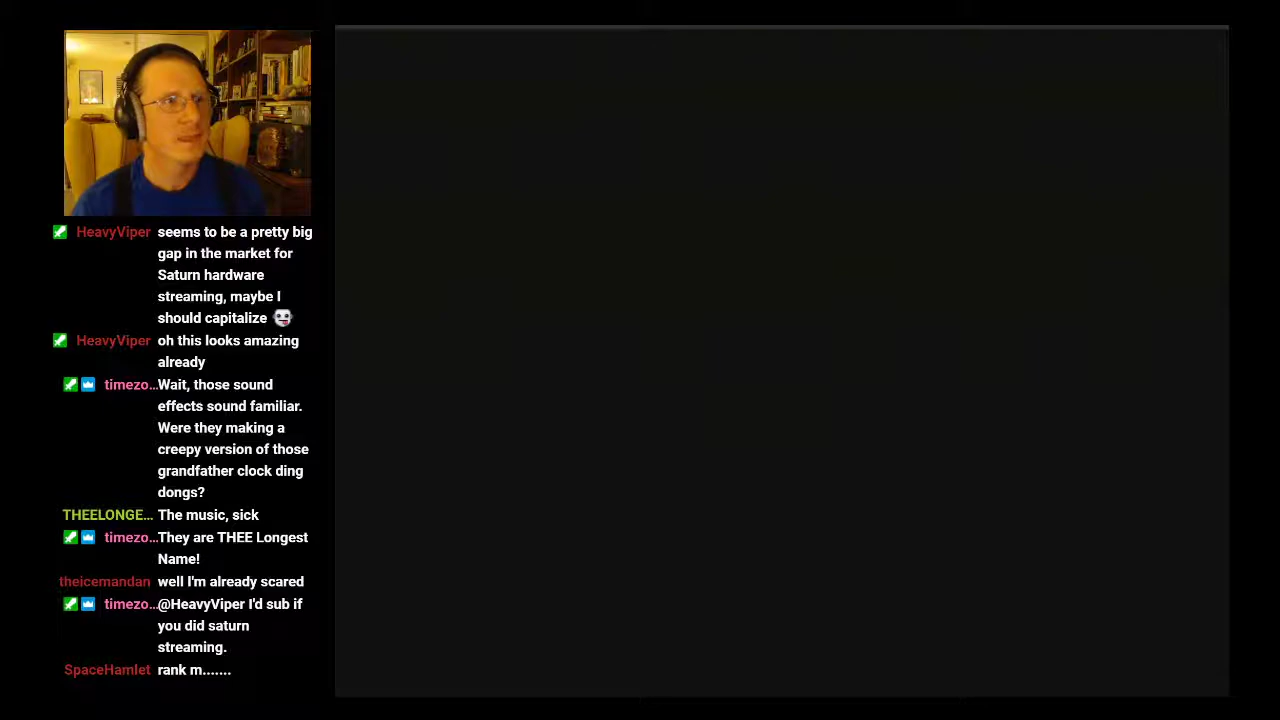 HeavyViper seems to be a pretty big
gap in the market for
Saturn hardware
streaming, maybe I
should capitalize
HeavyViper oh this looks amazing
already
timezo…Wait, those sound
effects sound familiar.
Were they making a
creepy version of those
grandfather clock ding
dongs?
THEELONGE… The music, sick
timezo…They are THEE Longest
Name!
theicemandan well I'm already scared
timezo…@HeavyViper I'd sub if
you did saturn
streaming.
SpaceHamlet rank m.......